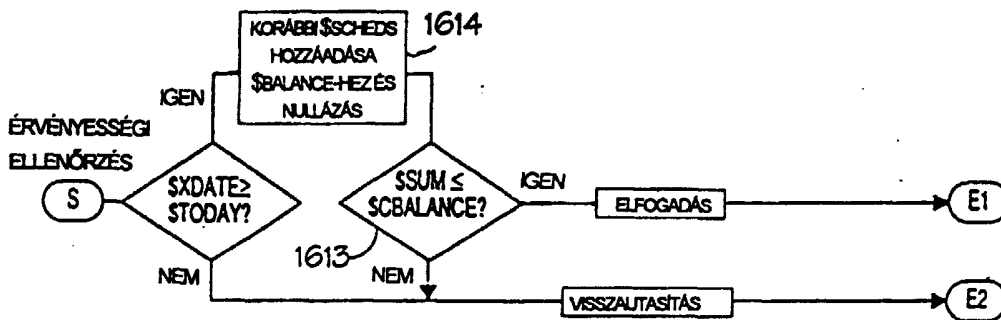 KORÁBBI $SCHEDS
HOZZÁADÁSA
$BALANCE-HEZ ÉS
NULLÁZÁS
1614
IGEN
ÉRVÉNYESSÉGI
ELLENŐRZÉS
S
$XDATE≥
$TODAY?
$SUM ≤
$CBALANCE?
IGEN
ELFOGADÁS
E1
1613
NEM
NEM
VISSZAUTASÍTÁS
E2